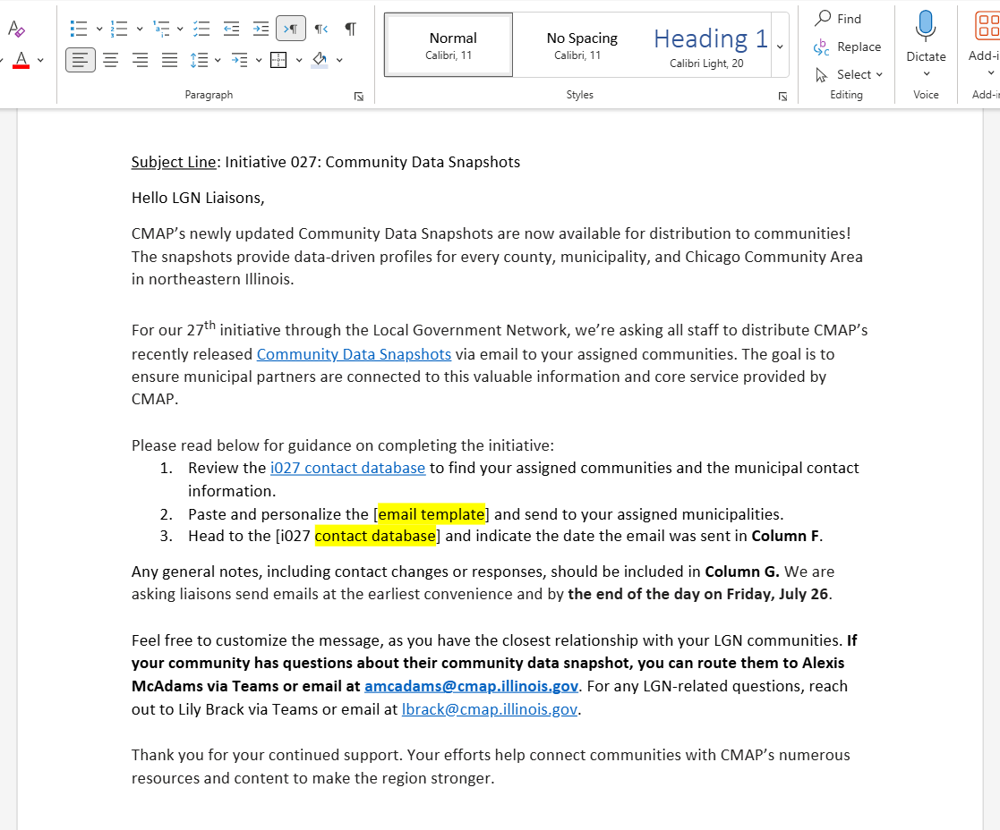 Find
Replace
Select
Dictate
Add-i
Normal
Calibri, 11
No Spacing
Calibri, 11
Heading 1
Calibri Light, 20
Paragraph
Styles
Editing
Voice
Add-in
Subject Line: Initiative 027: Community Data Snapshots
Hello LGN Liaisons,
CMAP’s newly updated Community Data Snapshots are now available for distribution to communities!
The snapshots provide data-driven profiles for every county, municipality, and Chicago Community Area
in northeastern Illinois.
For our 27th initiative through the Local Government Network, we’re asking all staff to distribute CMAP’s
recently released Community Data Snapshots via email to your assigned communities. The goal is to
ensure municipal partners are connected to this valuable information and core service provided by
CMAP.
Please read below for guidance on completing the initiative:
1. Review the i027 contact database to find your assigned communities and the municipal contact
information.
2. Paste and personalize the [email template] and send to your assigned municipalities.
3. Head to the [i027 contact database] and indicate the date the email was sent in Column F.
Any general notes, including contact changes or responses, should be included in Column G. We are
asking liaisons send emails at the earliest convenience and by the end of the day on Friday, July 26.
Feel free to customize the message, as you have the closest relationship with your LGN communities. If
your community has questions about their community data snapshot, you can route them to Alexis
McAdams via Teams or email at amcadams@cmap.illinois.gov. For any LGN-related questions, reach
out to Lily Brack via Teams or email at lbrack@cmap.illinois.gov.
Thank you for your continued support. Your efforts help connect communities with CMAP’s numerous
resources and content to make the region stronger.